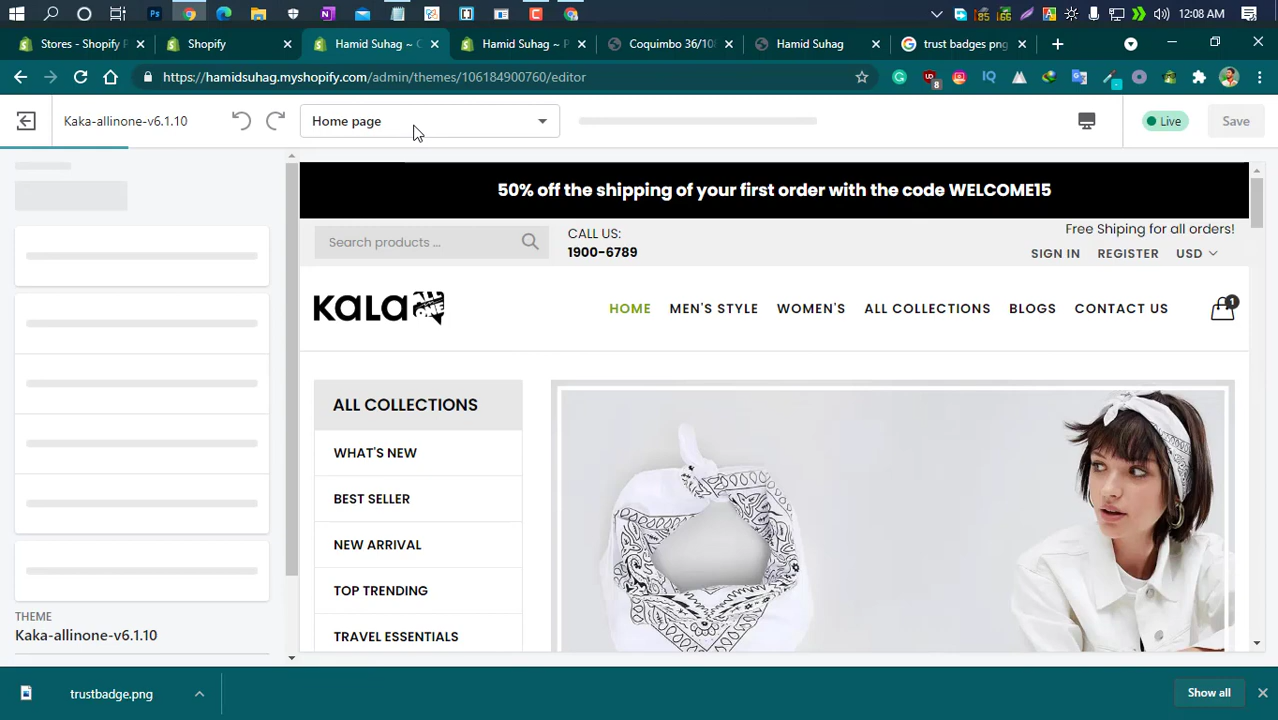 12:08 AM
Stores - Shopify P
Shopify
Hamid Suhag ~ C
Hamid Suhag ~ P
Coquimbo 36/10
Hamid Suhag
trust badges png
https://hamidsuhag.myshopify.com/admin/themes/106184900760/editor
Kaka-allinone-v6.1.10
Home page
Live
Save
50% off the shipping of your first order with the code WELCOME15
Search products ...
CALL US:
1900-6789
Free Shiping for all orders!
SIGN IN
REGISTER
USD
KALA
ONE
1
HOME
MEN'S STYLE
WOMEN'S
ALL COLLECTIONS
BLOGS
CONTACT US
ALL COLLECTIONS
WHAT'S NEW
BEST SELLER
NEW ARRIVAL
TOP TRENDING
TRAVEL ESSENTIALS
THEME
Kaka-allinone-v6.1.10
trustbadge.png
Show all